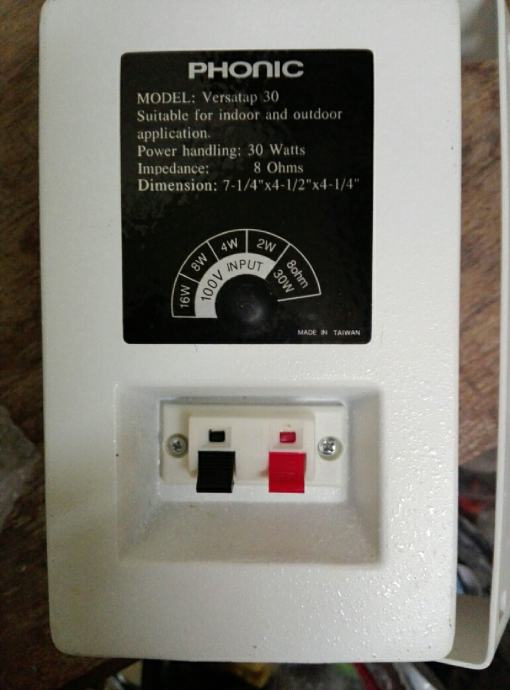 PHONIC
MODEL: Versatap 30
Suitable for indoor and outdoor
application.
Power handling: 30 Watts
Impedance: 8 Ohms
Dimension: 7-1/4"x4-1/2"x4-1/4"
16W 8W 4W 2W 8ohm
100V INPUT 30W
MADE IN TAIWAN